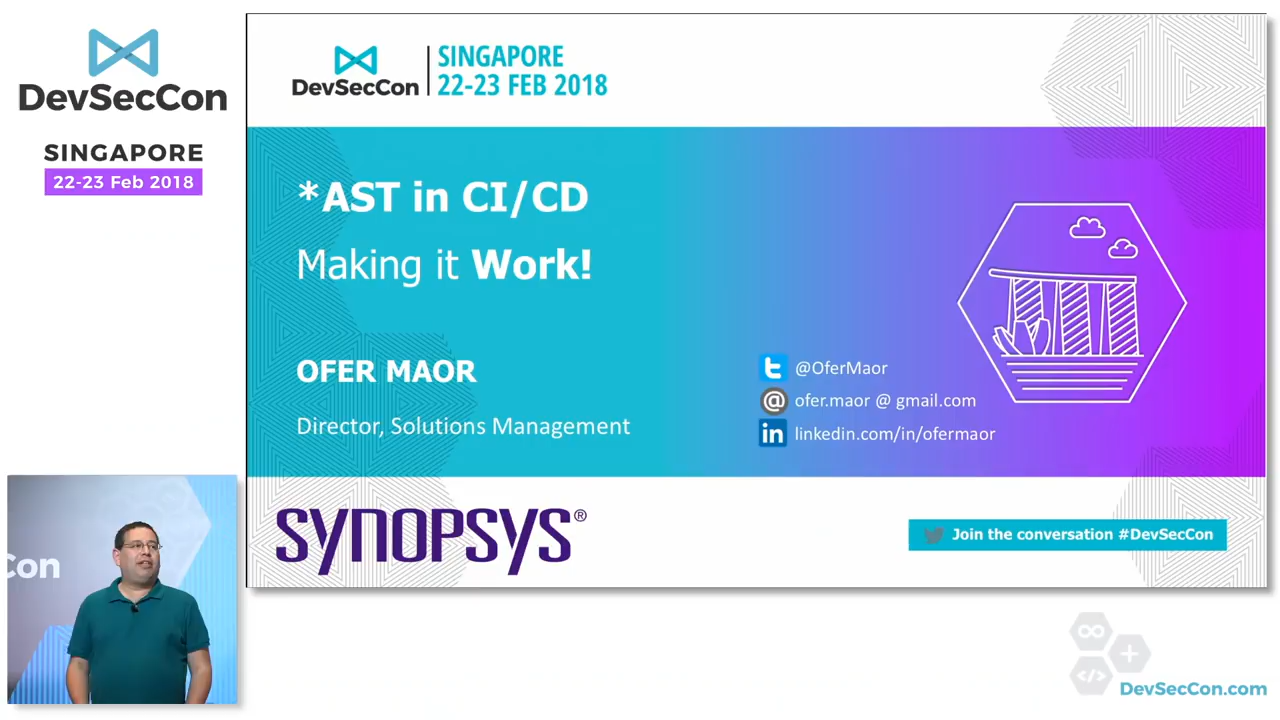 DevSecCon
SINGAPORE
22-23 Feb 2018
DevSecCon
SINGAPORE
22-23 FEB 2018
*AST in CI/CD
Making it Work!
OFER MAOR
Director, Solutions Management
@OferMaor
@ ofer.maor @ gmail.com
in linkedin.com/in/ofermaor
SYNOPSYS®
Join the conversation #DevSecCon
Con
DevSecCon.com